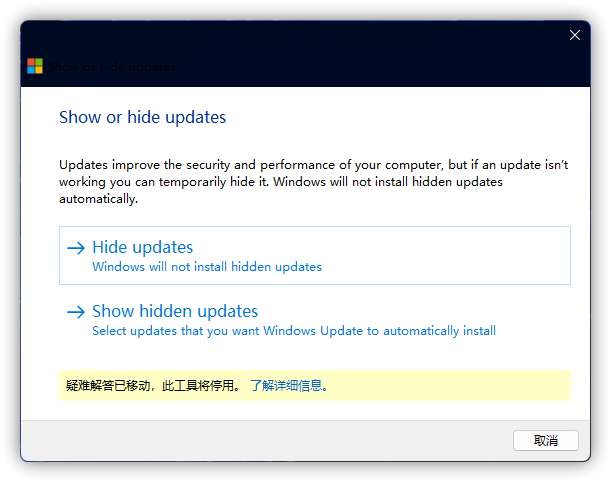 Show or hide updates
Show or hide updates
Updates improve the security and performance of your computer, but if an update isn't
working you can temporarily hide it. Windows will not install hidden updates
automatically.
Hide updates
Windows will not install hidden updates
Show hidden updates
Select updates that you want Windows Update to automatically install
疑难解答已移动，此工具将停用。 了解详细信息。
取消